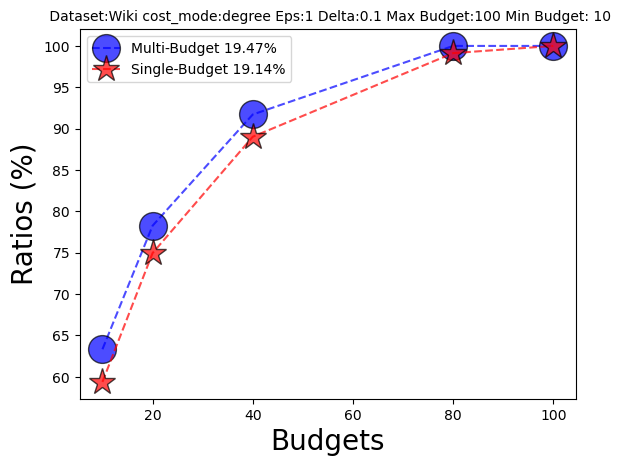 Dataset:Wiki cost_mode:degree Eps:1 Delta:0.1 Max Budget:100 Min Budget: 10
Multi-Budget 19.47%
Single-Budget 19.14%
Ratios (%)
100
95
90
85
80
75
70
65
60
20
40
60
80
100
Budgets